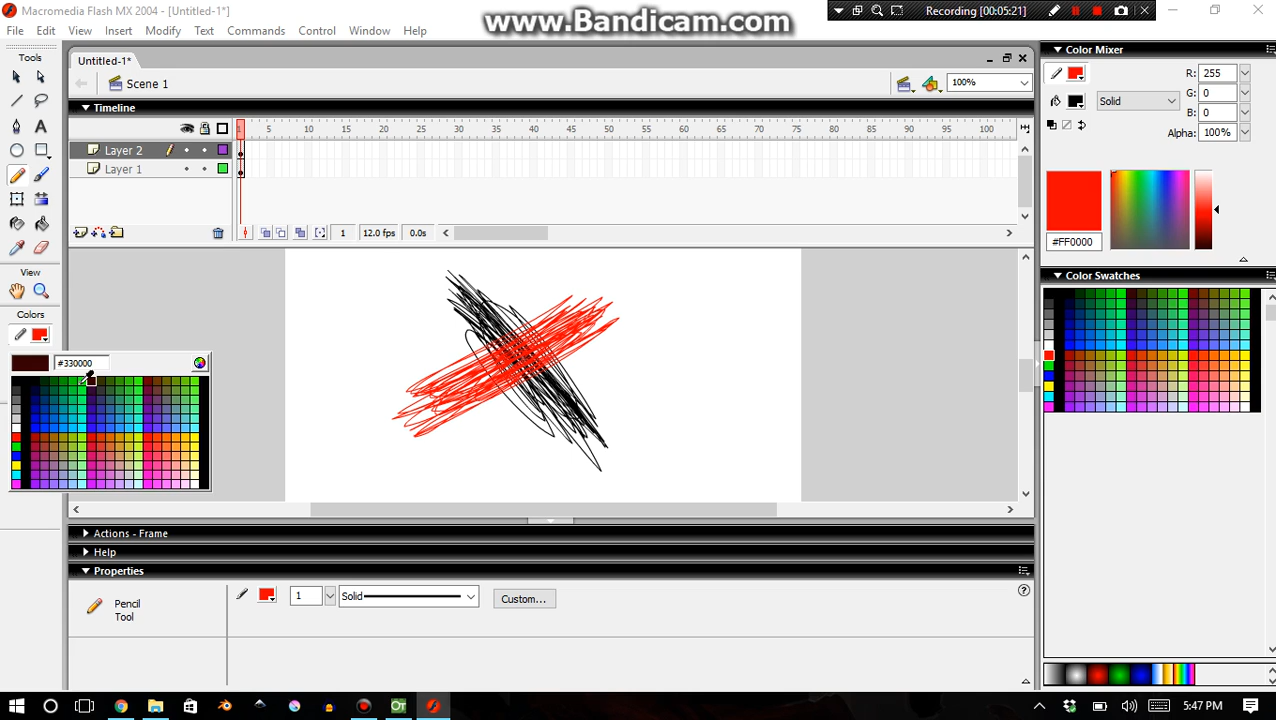 Macromedia Flash MX 2004 - [Untitled-1*]
www.Bandicam.com
Recording [00:05:21]
File Edit View Insert Modify Text Commands Control Window Help
Tools
Untitled-1*
Scene 1
100%
Timeline
1 5 10 15 20 25 30 35 40 45 50 55 60 65 70 75 80 85 90 95 100
Layer 2
Layer 1
1 12.0 fps 0.0s
View
Colors
#330000
Actions - Frame
Help
Properties
Pencil
Tool
1 Solid
Custom...
Color Mixer
R: 255
Solid
G: 0
B: 0
Alpha: 100%
#FF0000
Color Swatches
5:47 PM